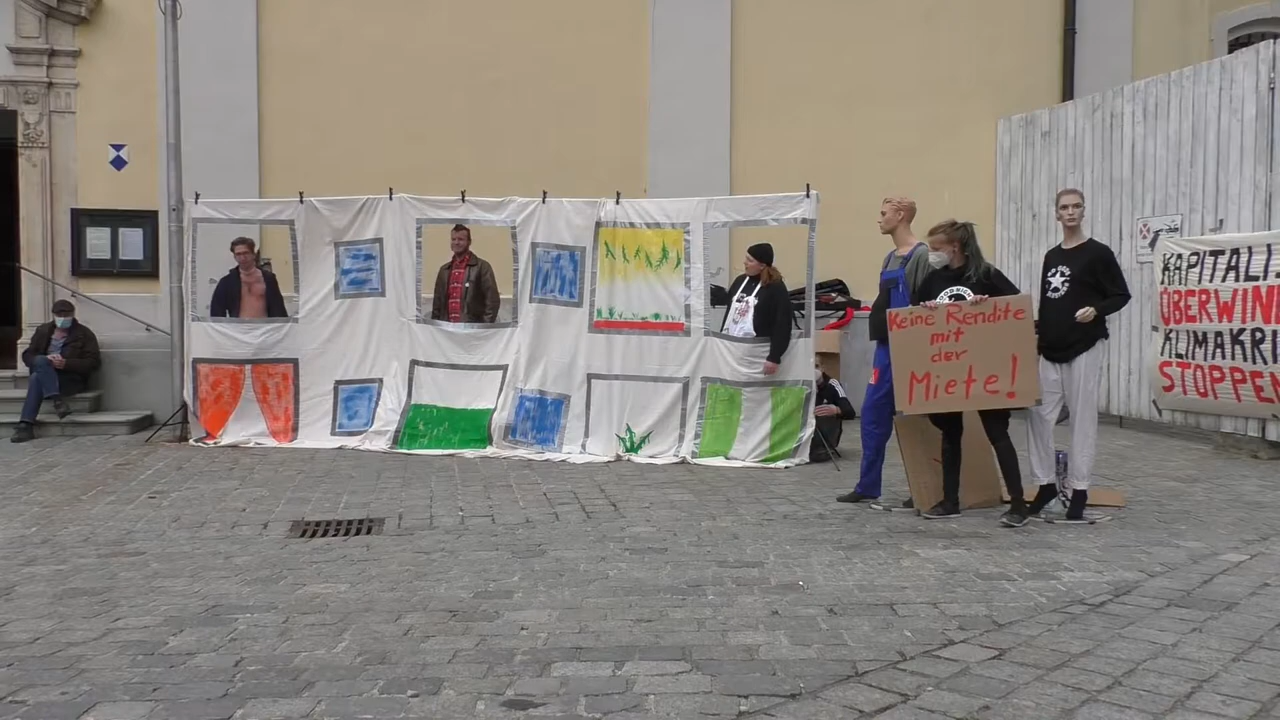 Keine Rendite
mit
der
Miete!
KAPITALI
ÜBERWIN
KLIMAKRI
STOPPEN